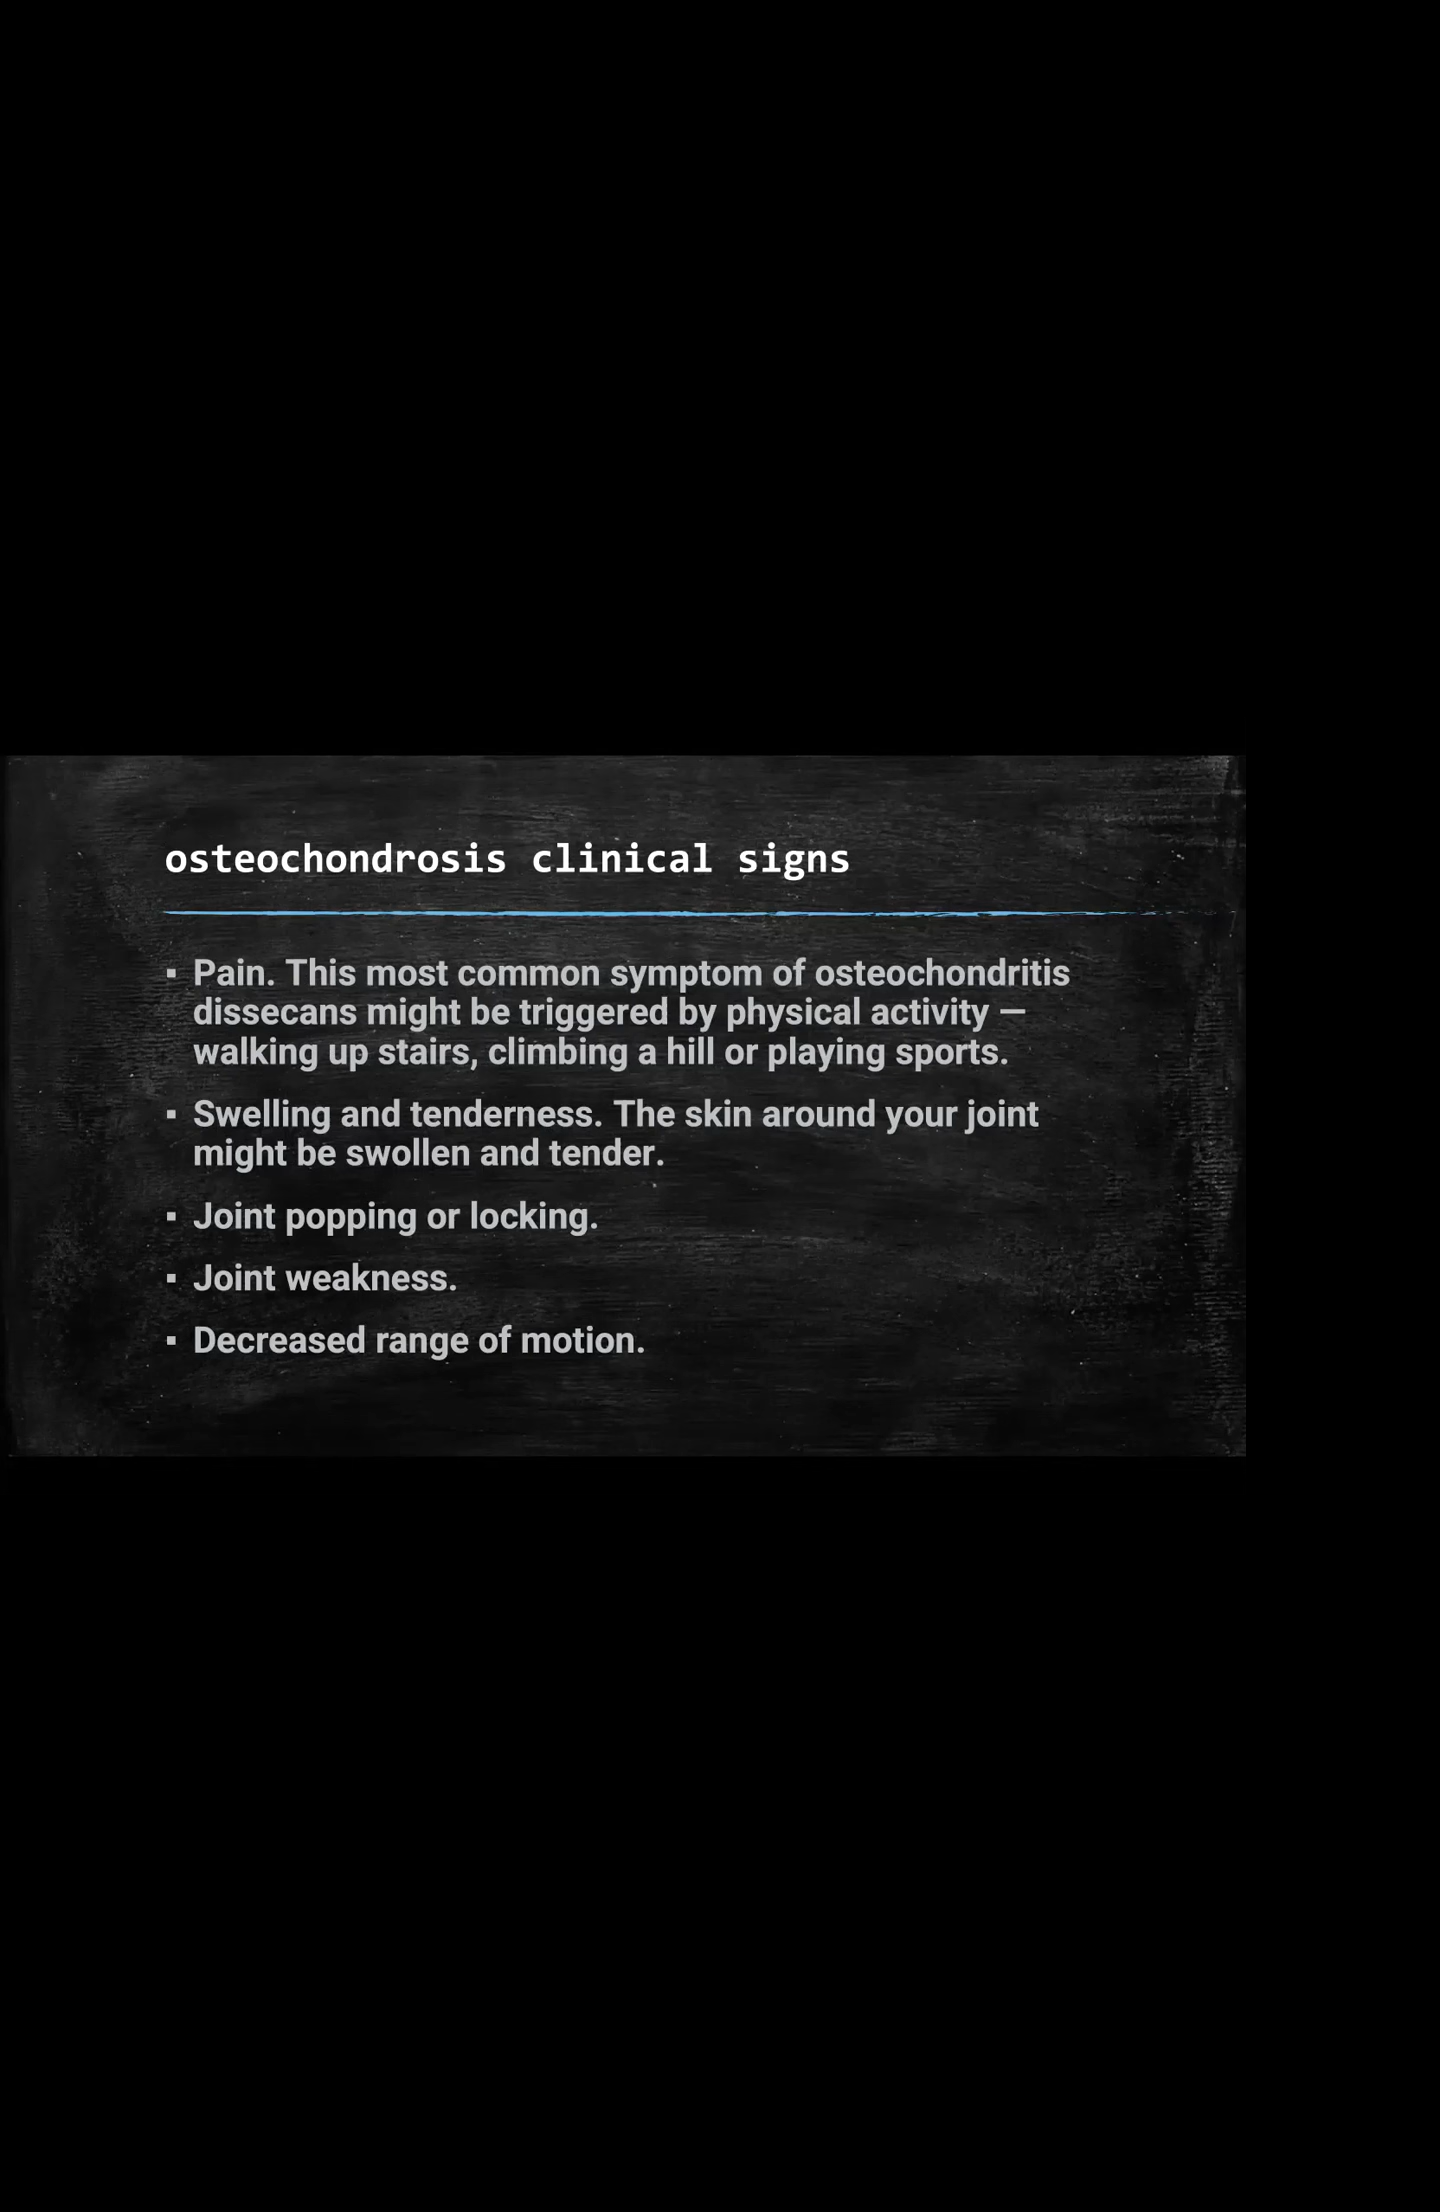 osteochondrosis clinical signs
▪ Pain. This most common symptom of osteochondritis
dissecans might be triggered by physical activity —
walking up stairs, climbing a hill or playing sports.
▪ Swelling and tenderness. The skin around your joint
might be swollen and tender.
▪ Joint popping or locking.
▪ Joint weakness.
▪ Decreased range of motion.